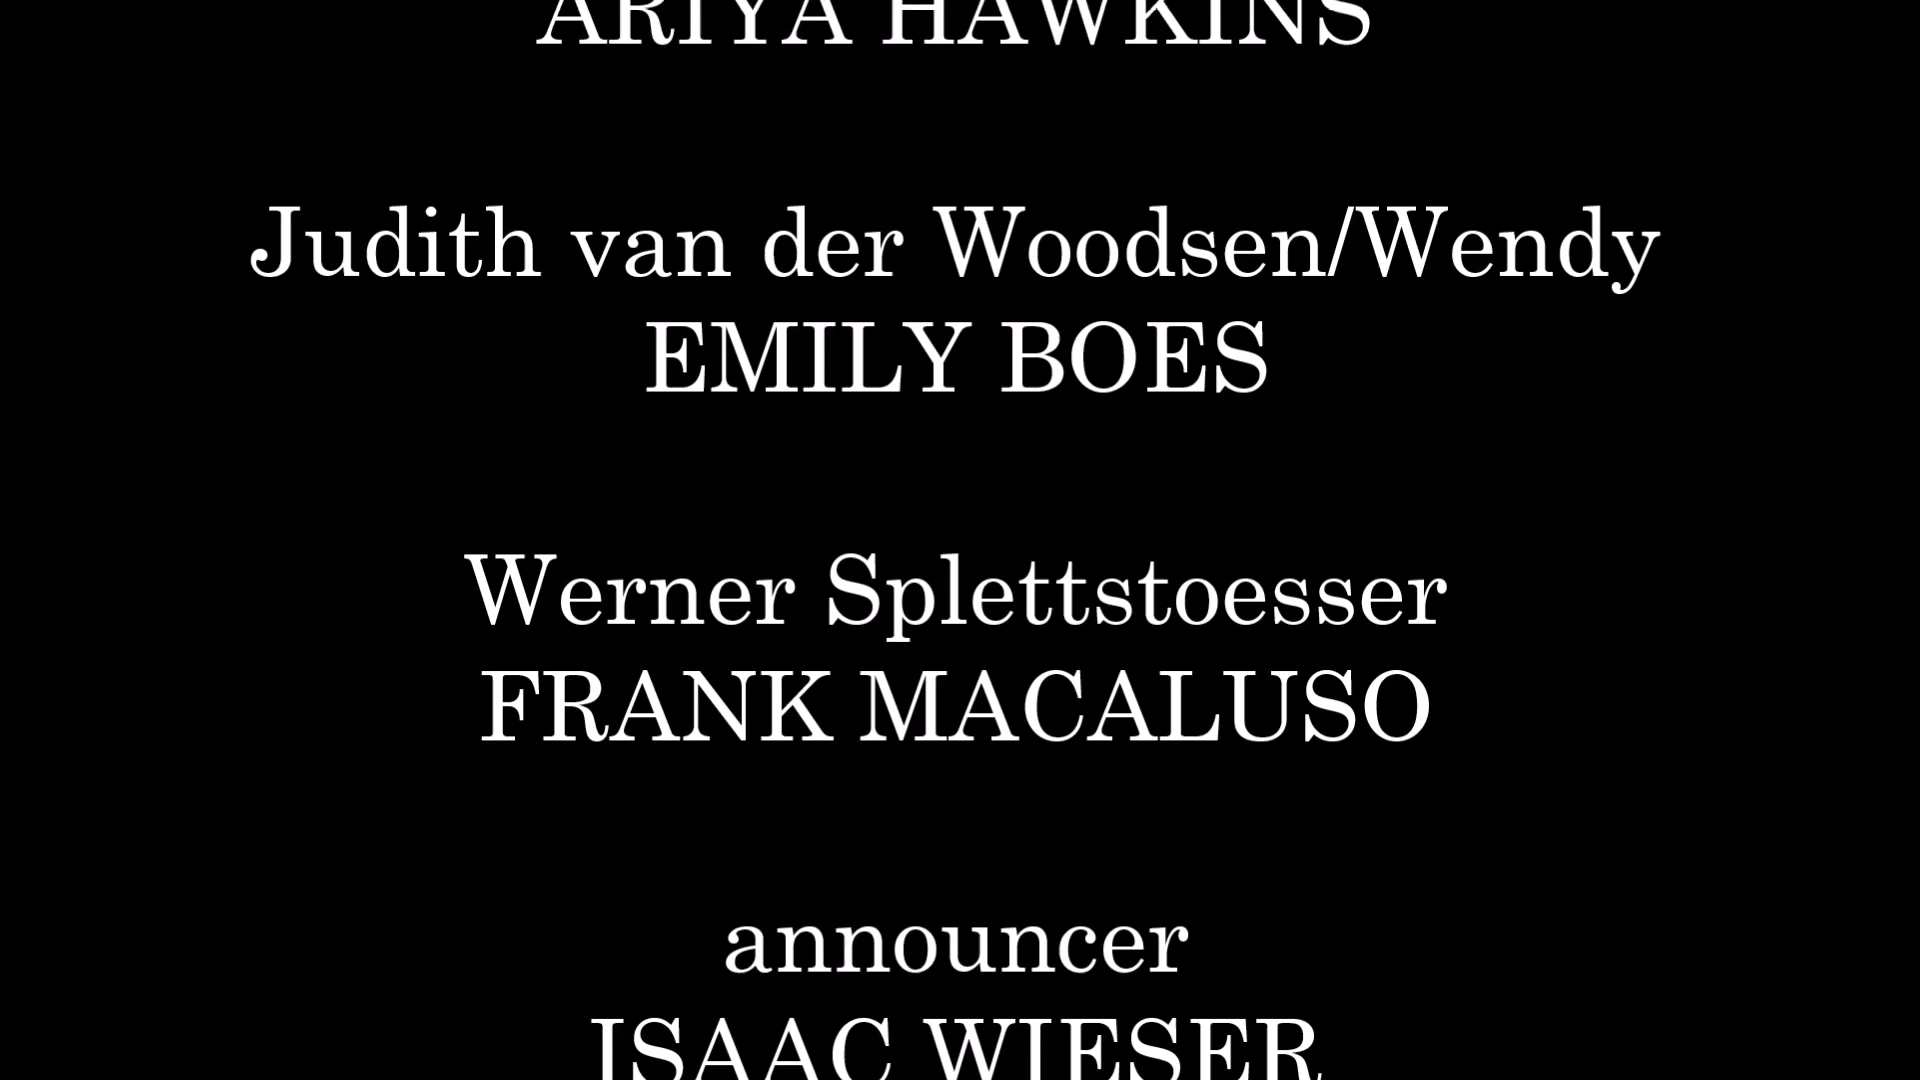 ARIYA HAWKINS
Judith van der Woodsen/Wendy
EMILY BOES
Werner Splettstoesser
FRANK MACALUSO
announcer
ISAAC WIESER